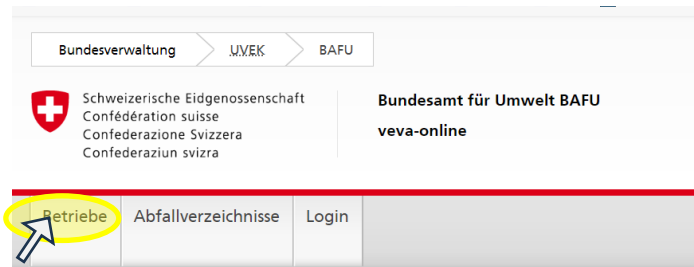 Bundesverwaltung UVEK BAFU
Schweizerische Eidgenossenschaft
Confédération suisse
Confederazione Svizzera
Confederaziun svizra
Bundesamt für Umwelt BAFU
veva-online
Betriebe Abfallverzeichnisse Login